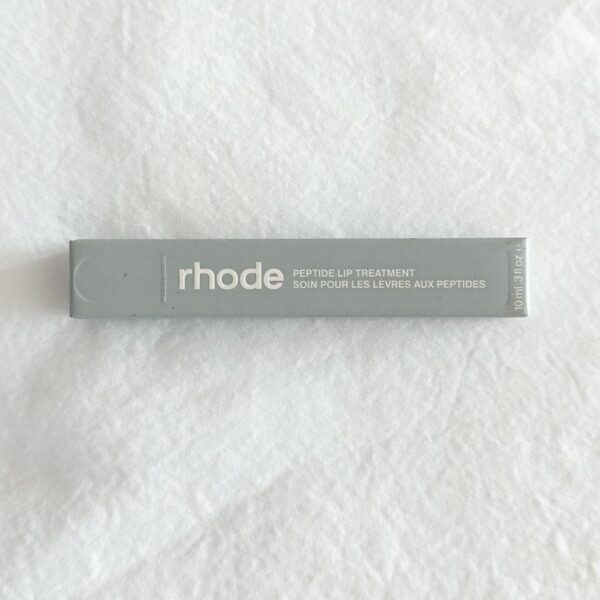 rhode
PEPTIDE LIP TREATMENT
SOIN POUR LES LÈVRES AUX PEPTIDES
10 ml .3 fl oz